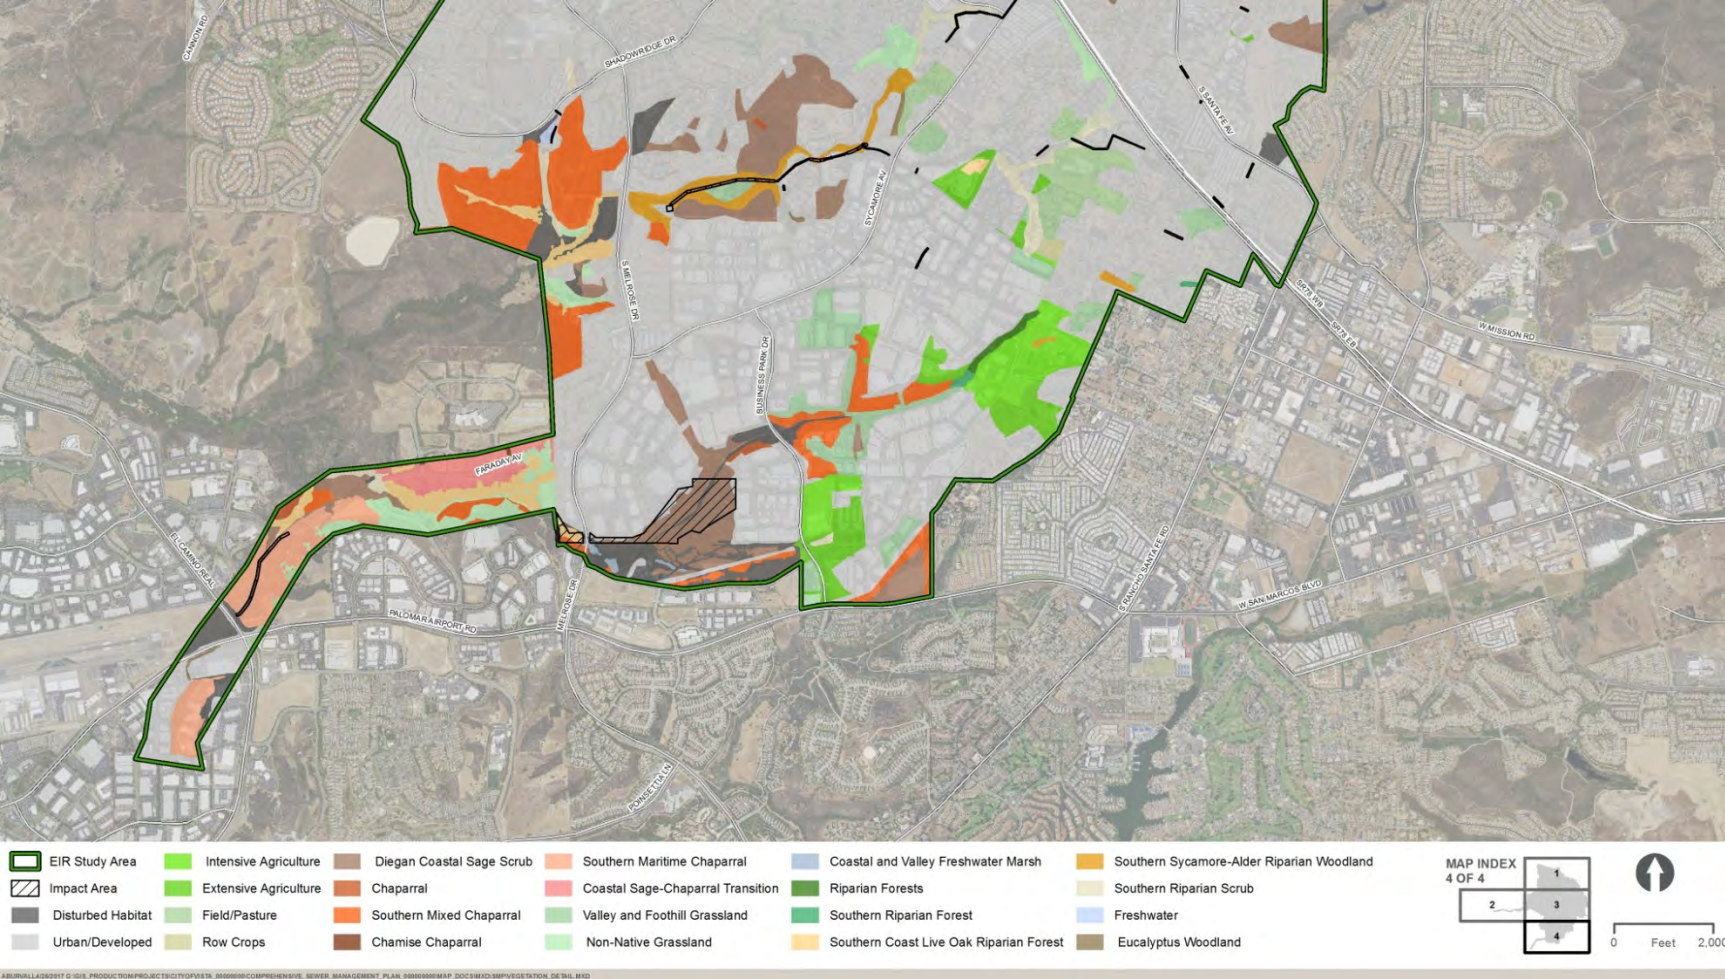 CANNON RD
SHADOWRIDGE DR
S SANTA FE AV
SYCAMORE AV
S MELROSE DR
SR78 WB
SR78 EB
W MISSION RD
BUSINESS PARK DR
FARADAY AV
EL CAMINO REAL
PALOMAR AIRPORT RD
MELROSE DR
S RANCHO SANTA FE RD
W SAN MARCOS BLVD
POINSETTIA LN
EIR Study Area
Impact Area
Disturbed Habitat
Urban/Developed
Intensive Agriculture
Extensive Agriculture
Field/Pasture
Row Crops
Diegan Coastal Sage Scrub
Chaparral
Southern Mixed Chaparral
Chamise Chaparral
Southern Maritime Chaparral
Coastal Sage-Chaparral Transition
Valley and Foothill Grassland
Non-Native Grassland
Coastal and Valley Freshwater Marsh
Riparian Forests
Southern Riparian Forest
Southern Coast Live Oak Riparian Forest
Southern Sycamore-Alder Riparian Woodland
Southern Riparian Scrub
Freshwater
Eucalyptus Woodland
MAP INDEX
4 OF 4
1
2 3
4
0 Feet 2,000